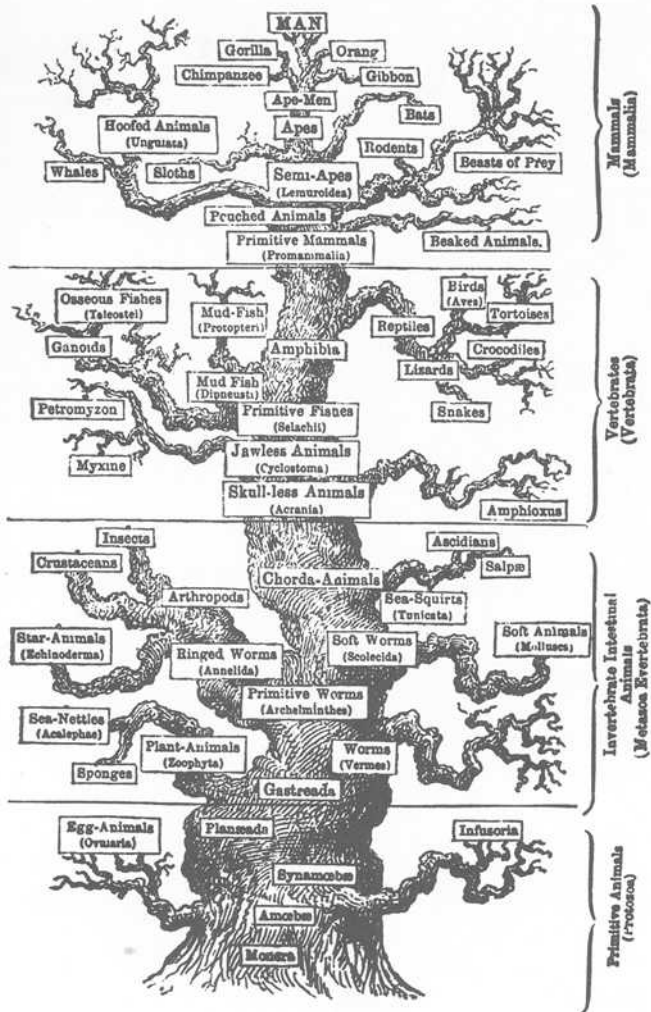 MAN
Gorilla
Orang
Chimpanzee
Gibbon
Ape-Men
Apes
Bats
Hoofed Animals
(Ungulata)
Rodents
Beasts of Prey
Whales
Sloths
Semi-Apes
(Lemuroidea)
Pouched Animals
Primitive Mammals
(Promammalia)
Beaked Animals.
Mammals
(Mammalia)
Osseous Fishes
(Teleostei)
Mud-Fish
(Protopteri)
Birds
(Aves)
Tortoises
Ganoids
Amphibia
Reptiles
Crocodiles
Lizards
Mud Fish
(Dipneusti)
Petromyzon
Primitive Fishes
(Selachii)
Snakes
Jawless Animals
(Cyclostoma)
Myxine
Skull-less Animals
(Acrania)
Amphioxus
Vertebrates
(Vertebrata)
Insects
Ascidians
Crustaceans
Salpæ
Chorda-Animals
Arthropods
Sea-Squirts
(Tunicata)
Star-Animals
(Echinoderma)
Ringed Worms
(Annelida)
Soft Worms
(Scolecida)
Soft Animals
(Mollusca)
Primitive Worms
(Archelminthes)
Sea-Nettles
(Acalephae)
Plant-Animals
(Zoophyta)
Worms
(Vermes)
Sponges
Gastreada
Invertebrate Intestinal
Animals
(Metazoa Evertebrata)
Egg-Animals
(Ovularia)
Planæada
Infusoria
Synamœbæ
Amœbæ
Monera
Primitive Animals
(Protozoa)